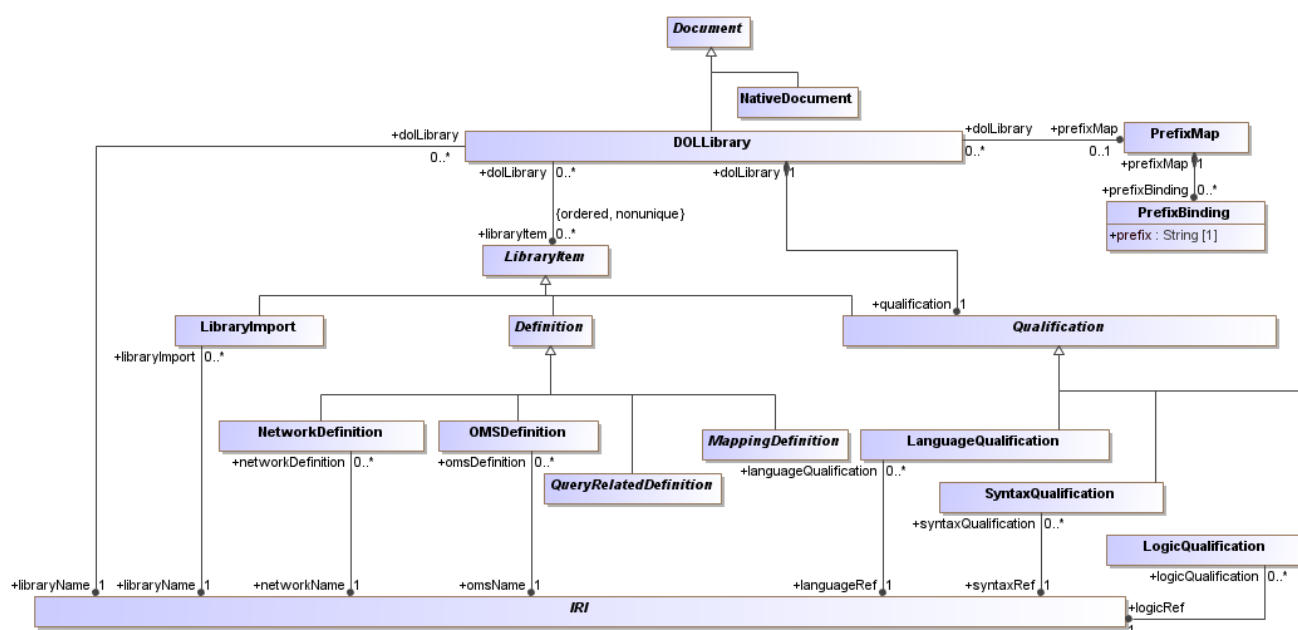 Document
NativeDocument
+dolLibrary
0..*
DOLLibrary
+dolLibrary
0..*
+prefixMap
0..1
PrefixMap
+dolLibrary 0..*
+dolLibrary 1
+prefixMap 1
+prefixBinding 0..*
PrefixBinding
+prefix : String [1]
{ordered, nonunique}
+libraryItem 0..*
LibraryItem
+qualification 1
LibraryImport
Definition
Qualification
+libraryImport 0..*
NetworkDefinition
OMSDefinition
MappingDefinition
LanguageQualification
+networkDefinition 0..*
+omsDefinition 0..*
+languageQualification 0..*
QueryRelatedDefinition
SyntaxQualification
+syntaxQualification 0..*
LogicQualification
+logicQualification 0..*
+libraryName 1
+libraryName 1
+networkName 1
+omsName 1
+languageRef 1
+syntaxRef 1
IRI
+logicRef
1